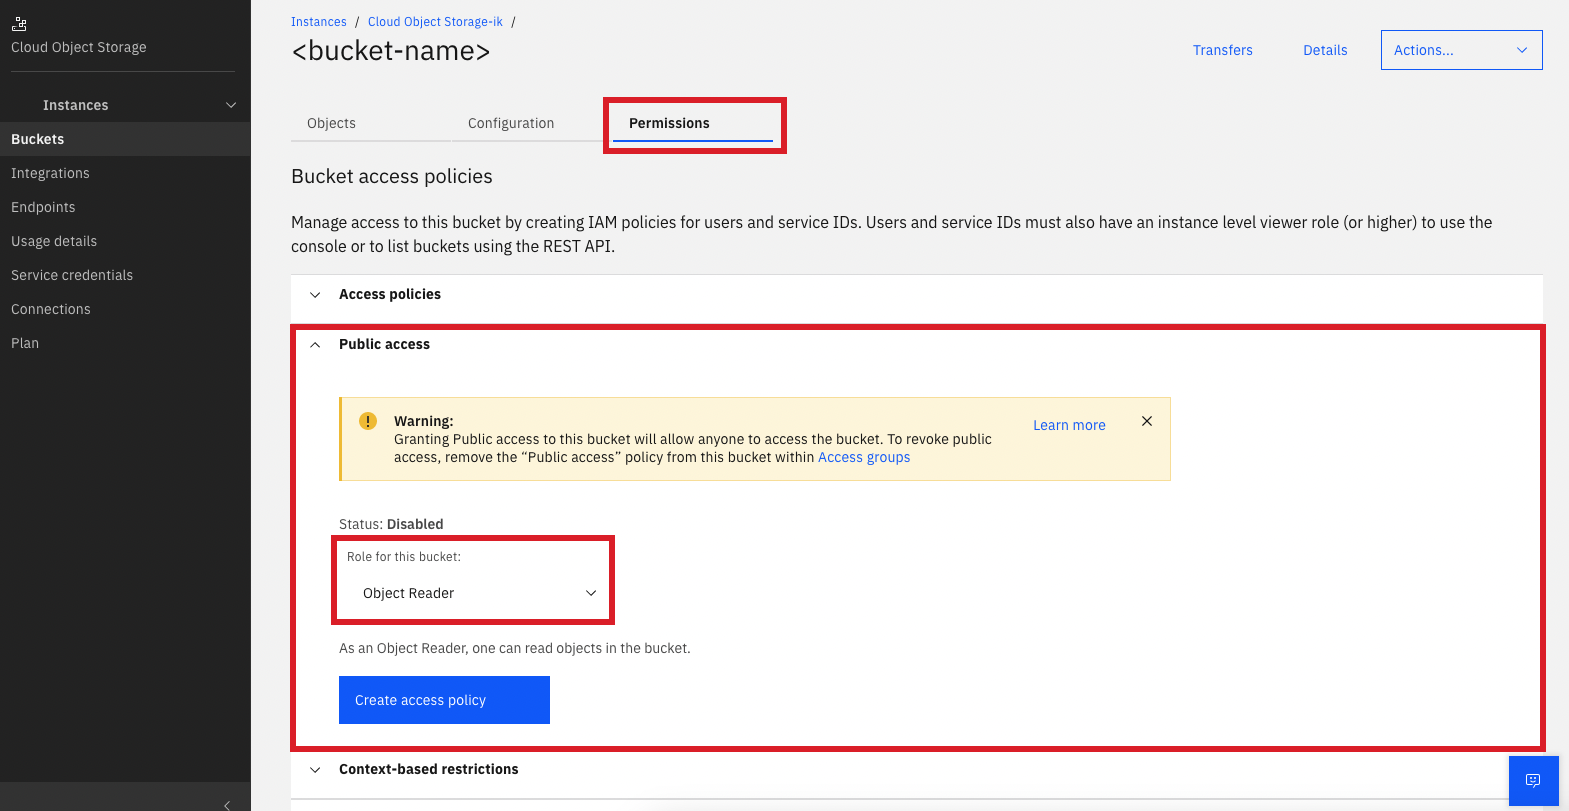 Cloud Object Storage
Instances
Buckets
Integrations
Endpoints
Usage details
Service credentials
Connections
Plan
Instances / Cloud Object Storage-ik /
<bucket-name>
Transfers
Details
Actions...
Objects
Configuration
Permissions
Bucket access policies
Manage access to this bucket by creating IAM policies for users and service IDs. Users and service IDs must also have an instance level viewer role (or higher) to use the
console or to list buckets using the REST API.
Access policies
Public access
Warning:
Granting Public access to this bucket will allow anyone to access the bucket. To revoke public
access, remove the “Public access” policy from this bucket within Access groups
Learn more
Status: Disabled
Role for this bucket:
Object Reader
As an Object Reader, one can read objects in the bucket.
Create access policy
Context-based restrictions